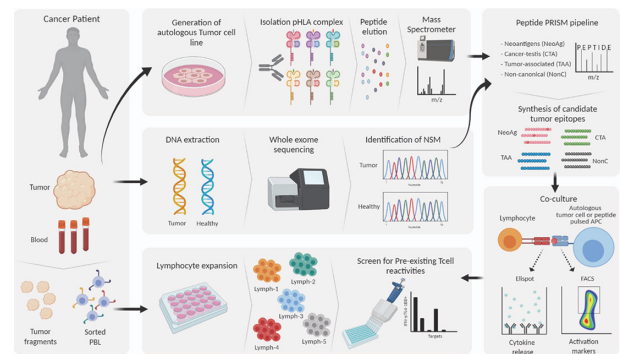 Cancer Patient
Tumor
Blood
Tumor
fragments
Sorted
PBL
Generation of
autologous Tumor cell
line
Isolation pHLA complex
Peptide
elution
Mass
Spectrometer
m/z
DNA extraction
Tumor
Healthy
Whole exome
sequencing
Identification of NSM
Tumor
Healthy
Lymphocyte expansion
Lymph-1
Lymph-2
Lymph-3
Lymph-4
Lymph-5
Screen for Pre-existing Tcell
reactivities
Targets
Peptide PRISM pipeline
- Neoantigens (NeoAg)
- Cancer-testis (CTA)
- Tumor-associated (TAA)
- Non-canonical (NonC)
PEPTIDE
m/z
Synthesis of candidate
tumor epitopes
NeoAg
CTA
TAA
NonC
Co-culture
Lymphocyte
Autologous
tumor cell or peptide
pulsed APC
Elispot
FACS
Cytokine
release
Activation
markers